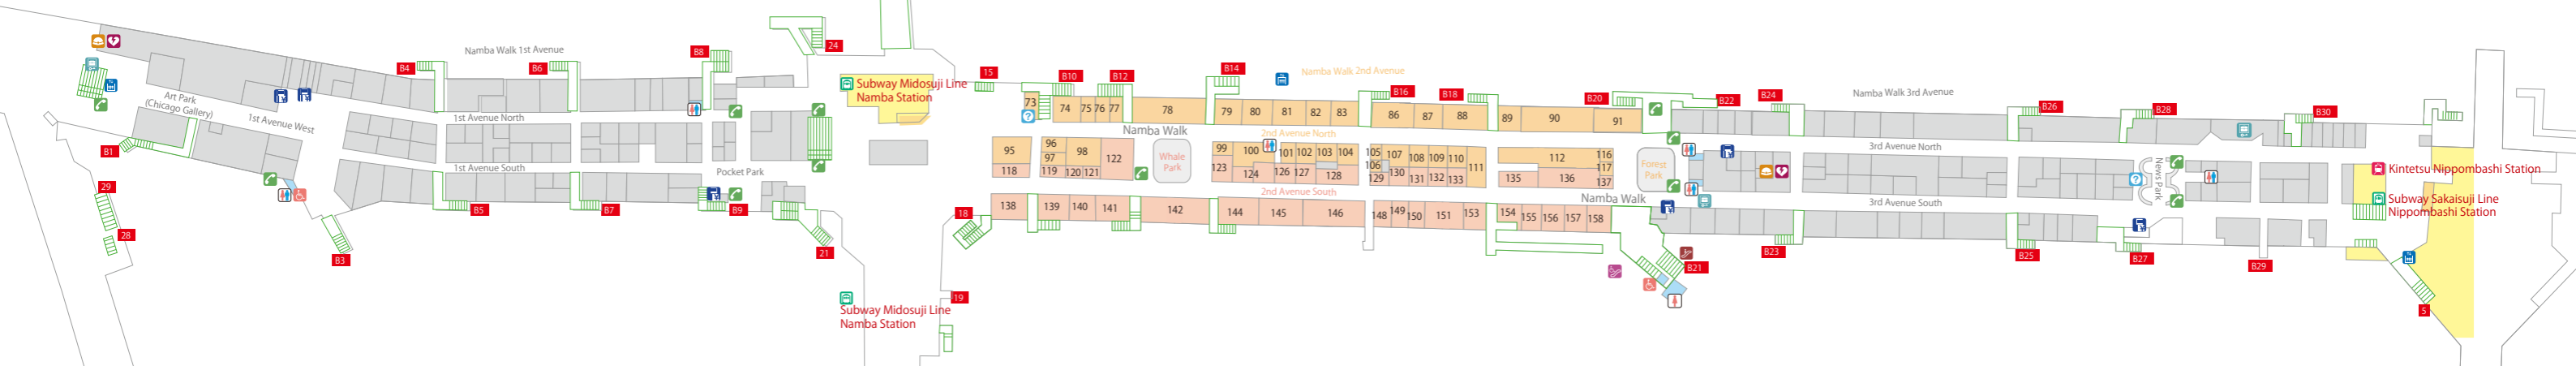 Namba Walk 1st Avenue
B4
B6
B8
24
Subway Midosuji Line
Namba Station
15
B10
B12
B14
Namba Walk 2nd Avenue
B16
B18
B20
B22
B24
Namba Walk 3rd Avenue
B26
B28
B30
Art Park
(Chicago Gallery)
1st Avenue West
1st Avenue North
73
74
75
76
77
78
79
80
81
82
83
86
87
88
89
90
91
Namba Walk
2nd Avenue North
3rd Avenue North
B1
95
96
97
98
122
118
119
120
121
Whale
Park
99
100
101
102
103
104
123
124
126
127
128
105
106
107
108
109
110
111
129
130
131
132
133
112
116
117
135
136
137
Forest
Park
News Park
Kintetsu Nippombashi Station
Subway Sakaisuji Line
Nippombashi Station
1st Avenue South
Pocket Park
2nd Avenue South
Namba Walk
3rd Avenue South
29
28
B3
B5
B7
B9
21
18
138
139
140
141
142
144
145
146
148
149
150
151
153
154
155
156
157
158
B21
B23
B25
B27
B29
19
Subway Midosuji Line
Namba Station
5